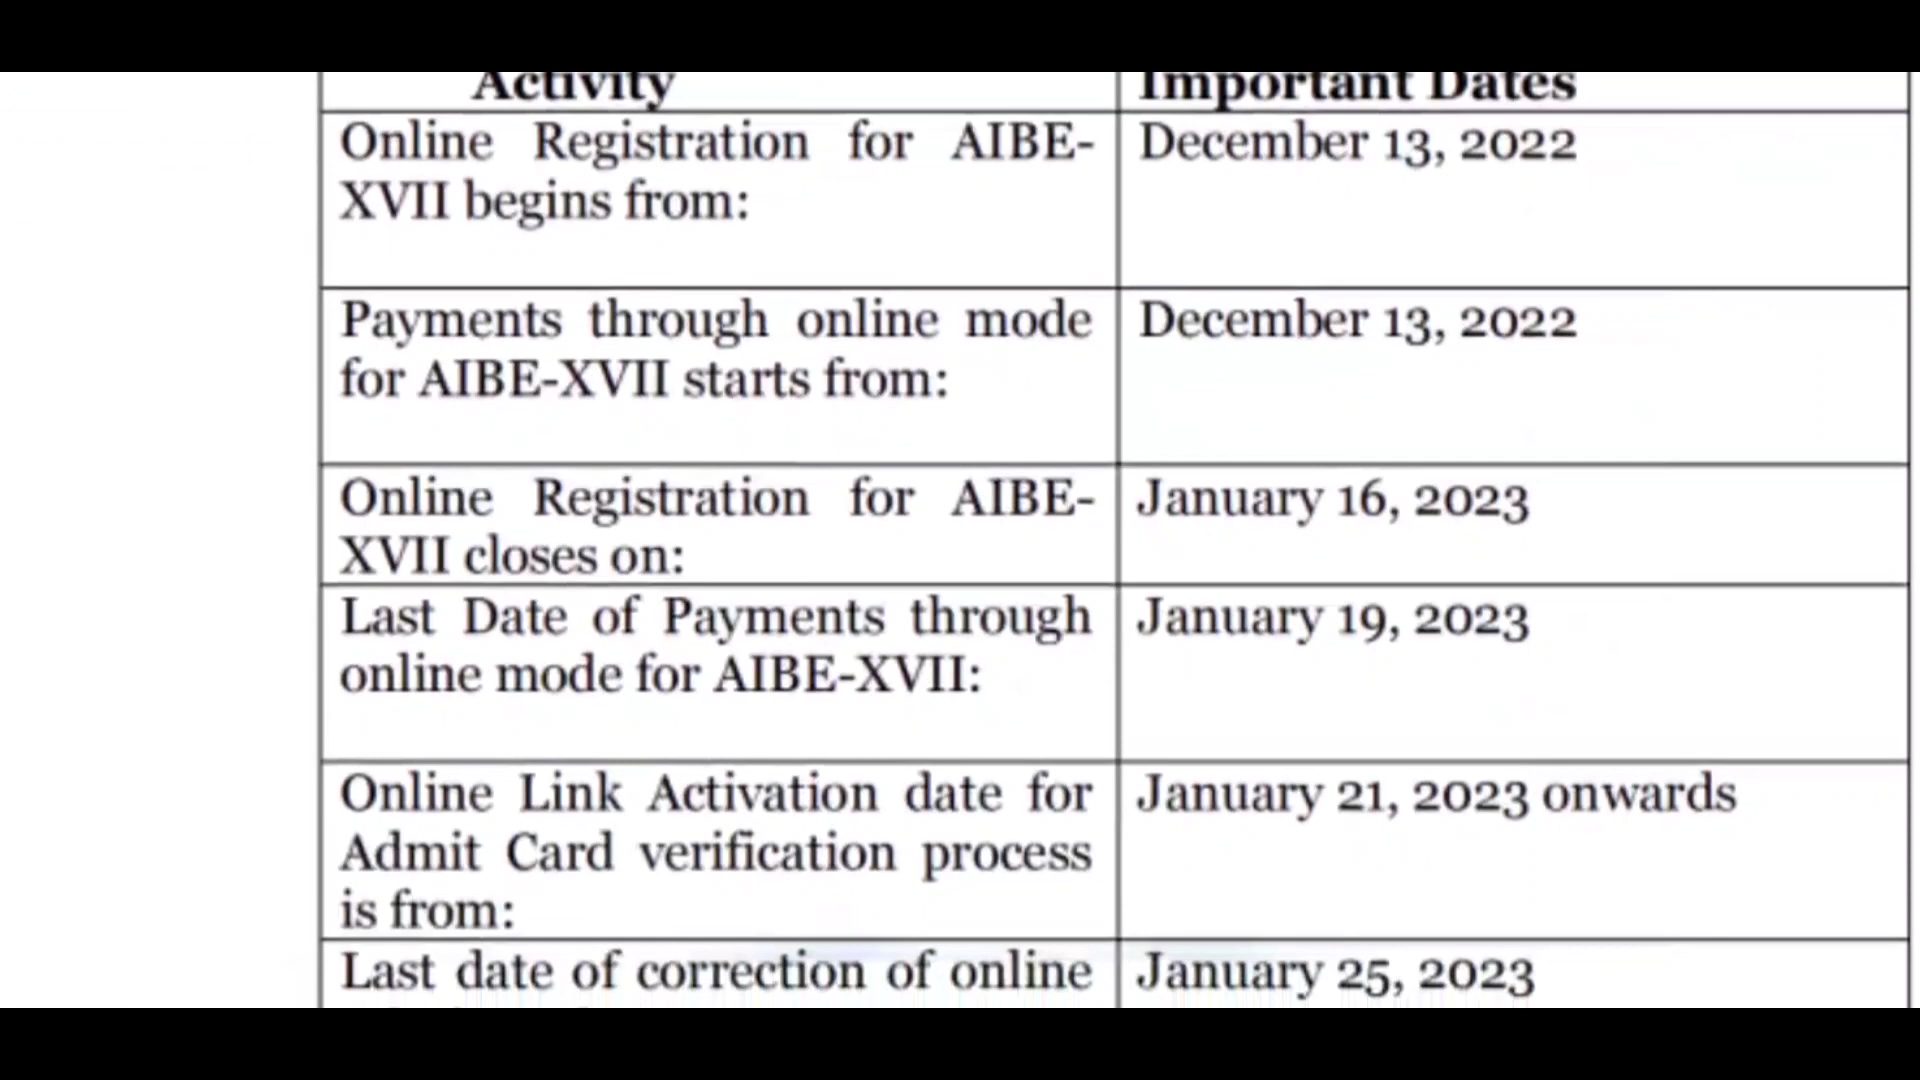 Activity Important Dates
Online Registration for AIBE- December 13, 2022
XVII begins from:
Payments through online mode December 13, 2022
for AIBE-XVII starts from:
Online Registration for AIBE- January 16, 2023
XVII closes on:
Last Date of Payments through January 19, 2023
online mode for AIBE-XVII:
Online Link Activation date for January 21, 2023 onwards
Admit Card verification process
is from:
Last date of correction of online January 25, 2023